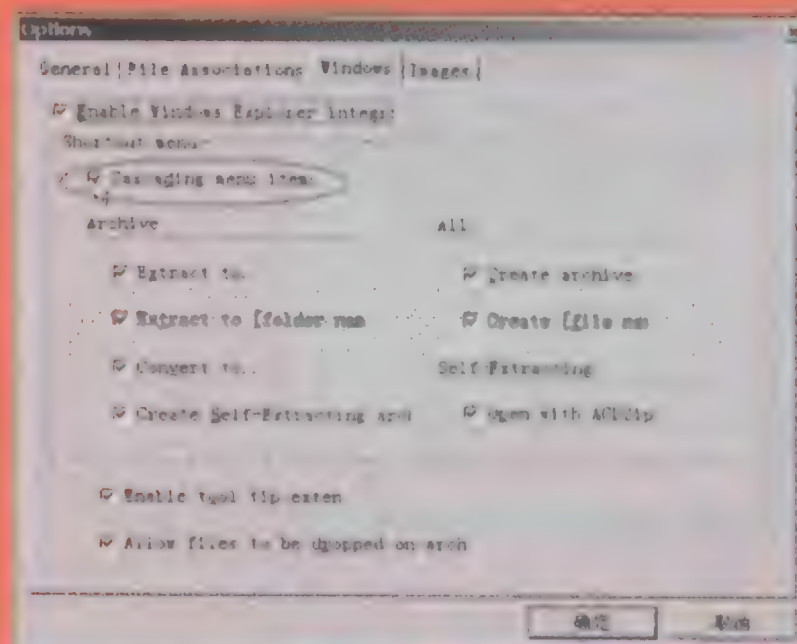 Options
General File Associations Windows Images
Enable Windows Explorer integr
Shortcut menu
Cascading menu items
Archive
Extract to..
Extract to [folder nam
Convert to..
Create Self-Extracting arch
All
Create archive
Create [file nam
Self-Extracting
Open with ACDZip
Enable tool tip exten
Allow files to be dropped on arch
确定 取消